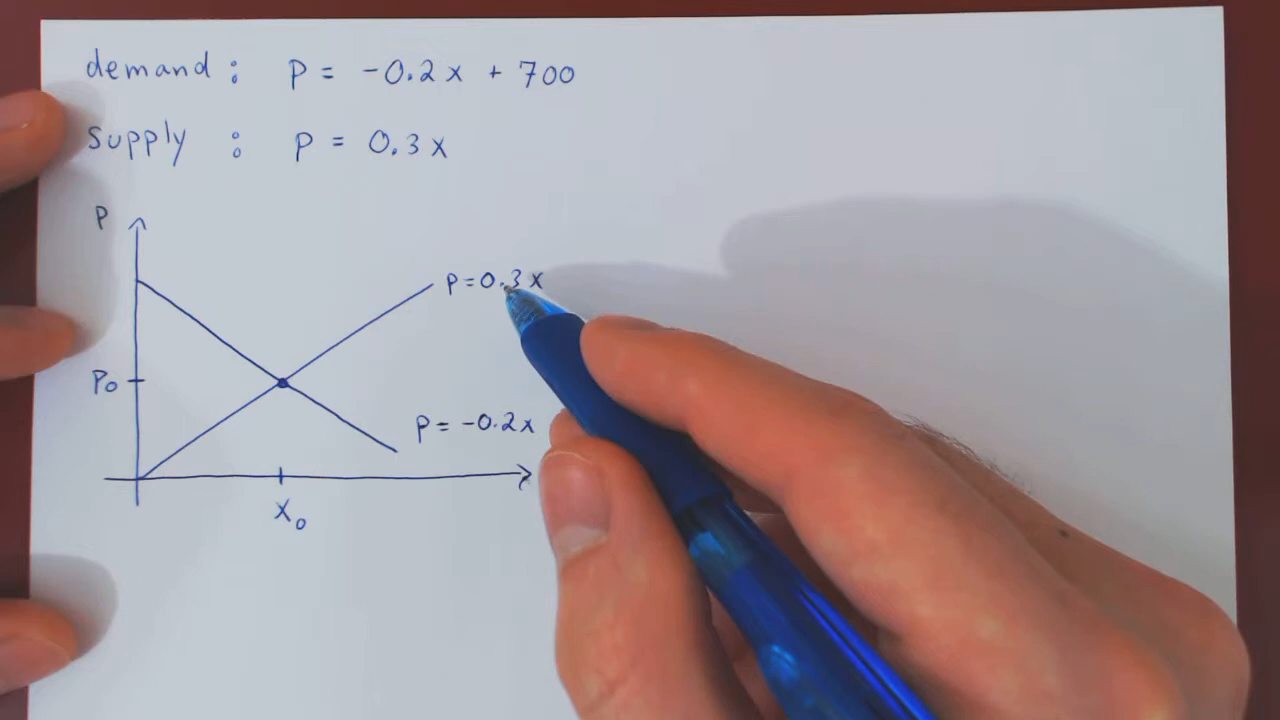 demand : P = -0.2x + 700
supply : P = 0.3x
P
P=0.3x
P0
P = -0.2x
x0